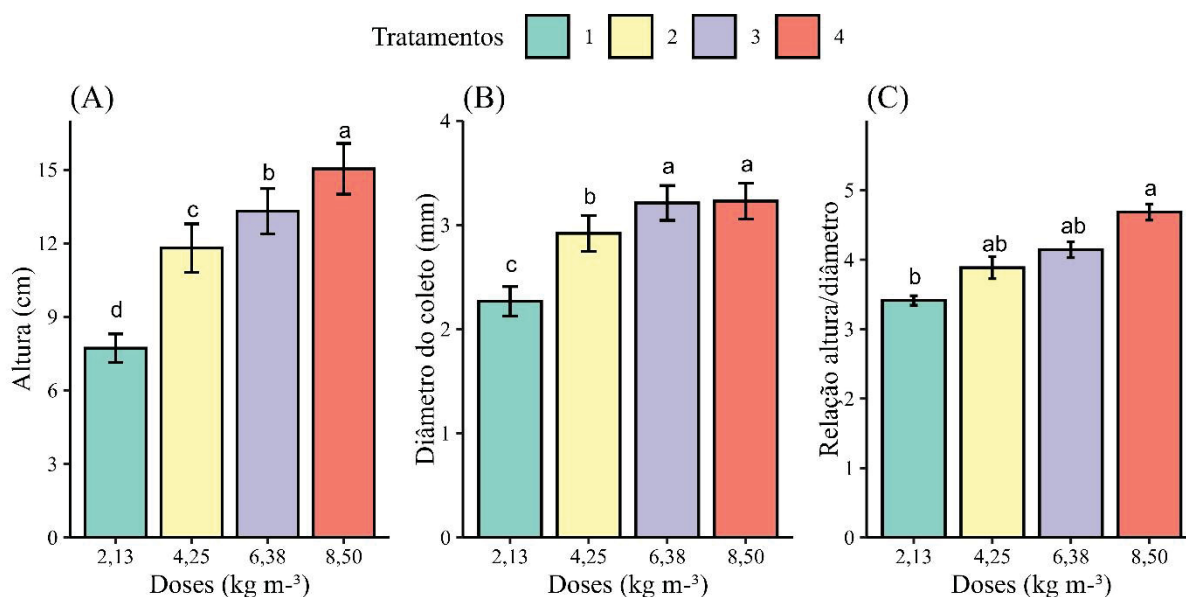 Tratamentos 1 2 3 4
(A)
Altura (cm)
15
12
9
6
3
0
d
c
b
a
2,13 4,25 6,38 8,50
Doses (kg m-³)
(B)
Diâmetro do coleto (mm)
4
3
2
1
0
c
b
a
a
2,13 4,25 6,38 8,50
Doses (kg m-³)
(C)
Relação altura/diâmetro
5
4
3
2
1
0
b
ab
ab
a
2,13 4,25 6,38 8,50
Doses (kg m-³)